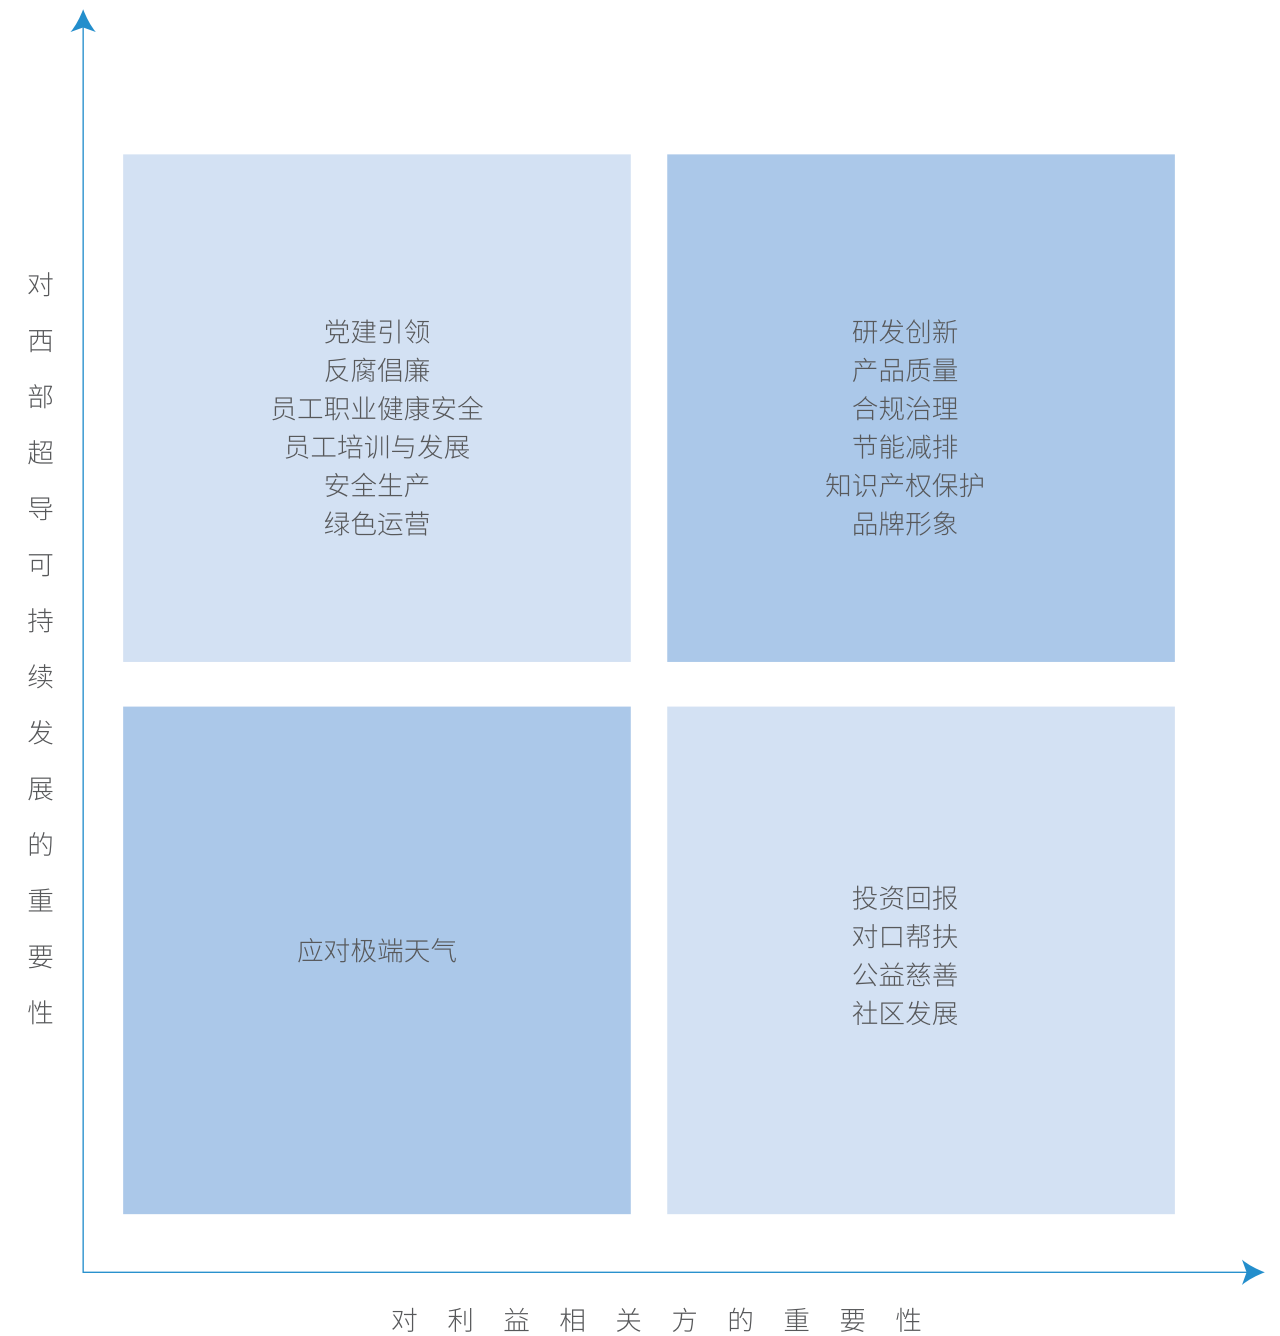 对西部超导可持续发展的重要性
党建引领
反腐倡廉
员工职业健康安全
员工培训与发展
安全生产
绿色运营
研发创新
产品质量
合规治理
节能减排
知识产权保护
品牌形象
应对极端天气
投资回报
对口帮扶
公益慈善
社区发展
对利益相关方的重要性